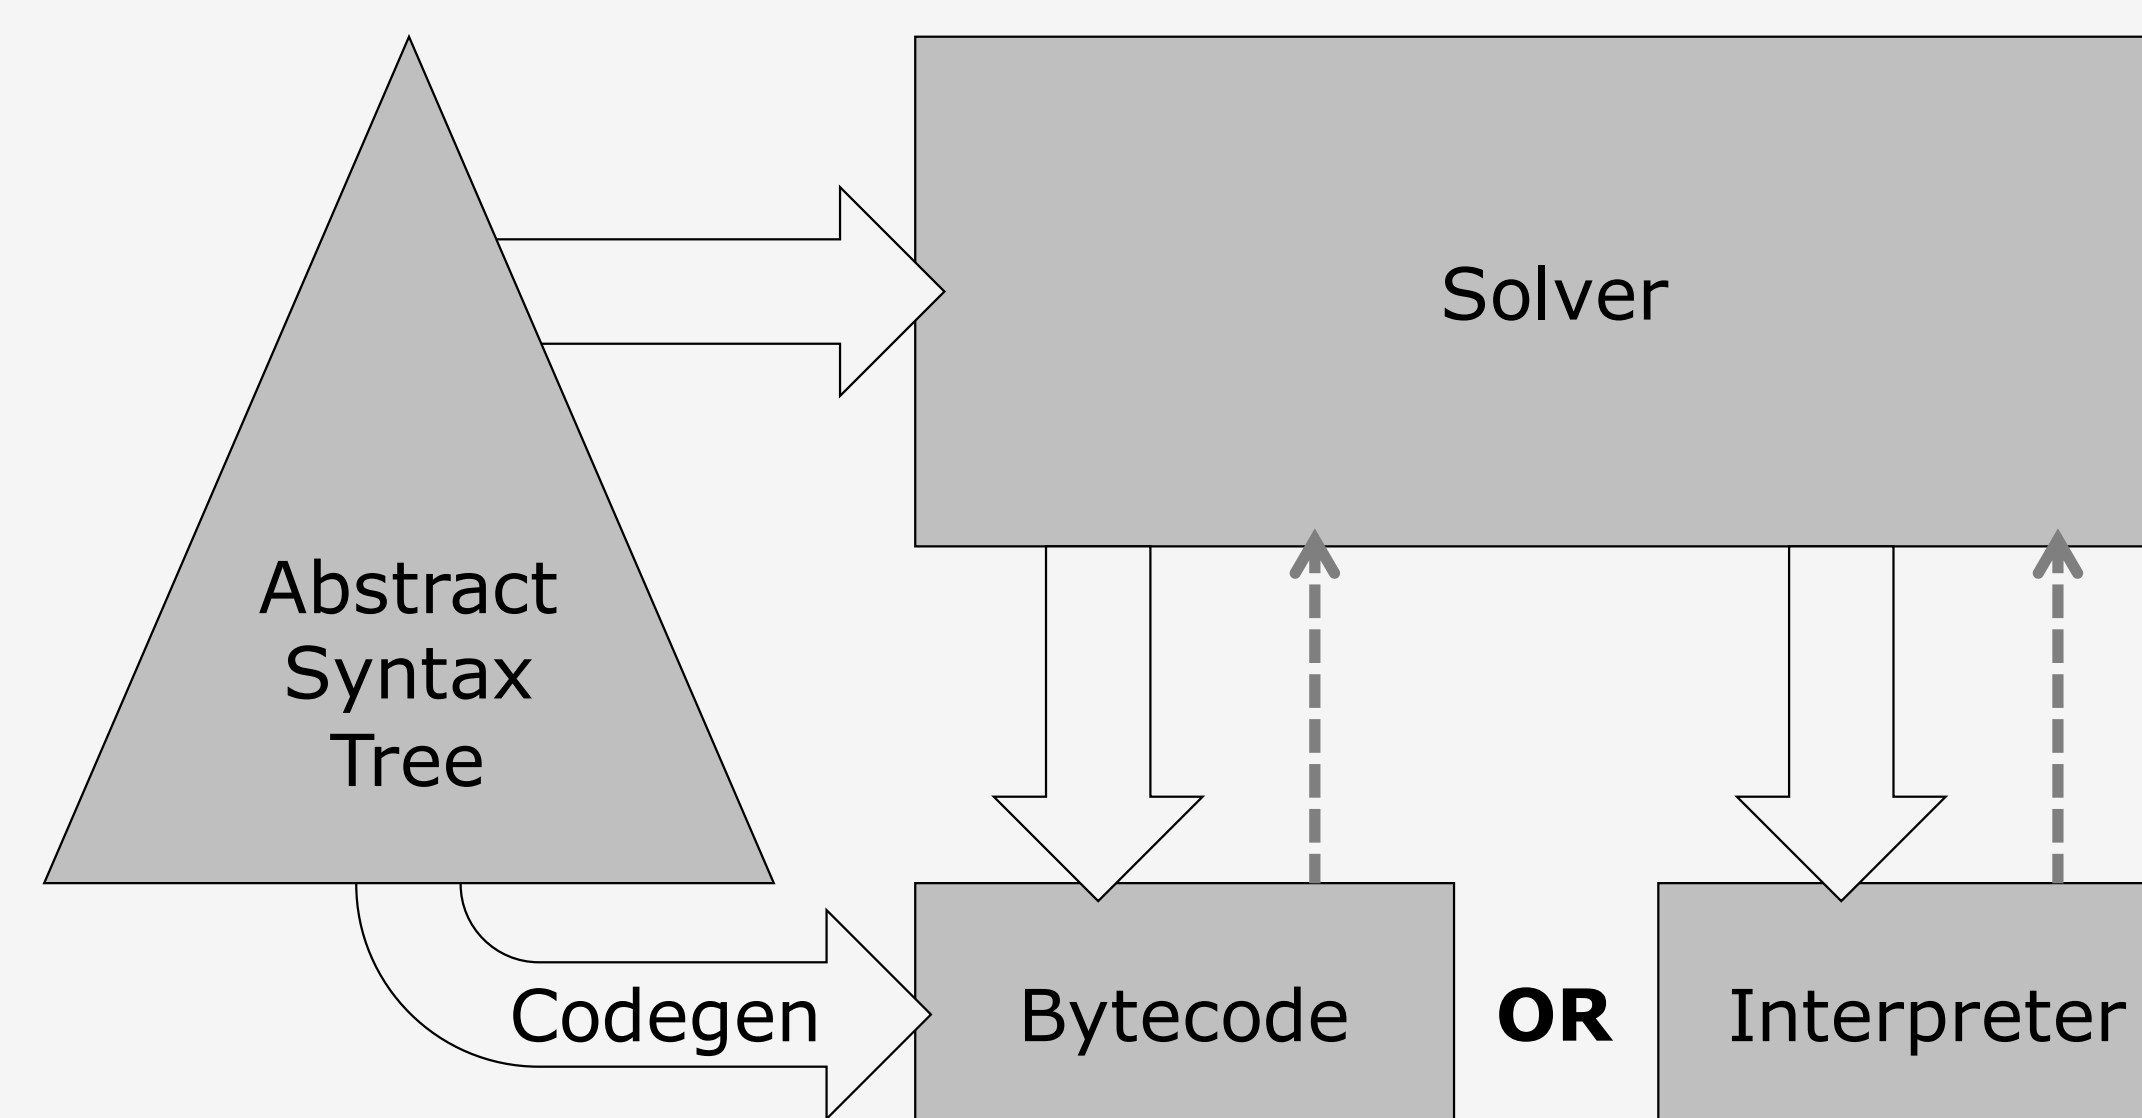 Solver
Abstract
Syntax
Tree
Codegen
Bytecode
OR
Interpreter